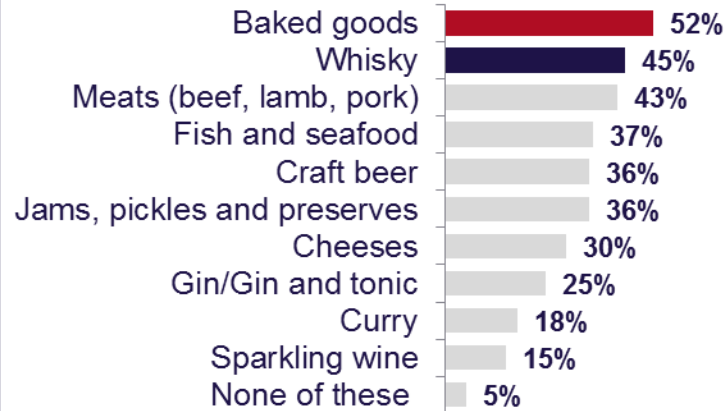 Baked goods 52%
Whisky 45%
Meats (beef, lamb, pork) 43%
Fish and seafood 37%
Craft beer 36%
Jams, pickles and preserves 36%
Cheeses 30%
Gin/Gin and tonic 25%
Curry 18%
Sparkling wine 15%
None of these 5%